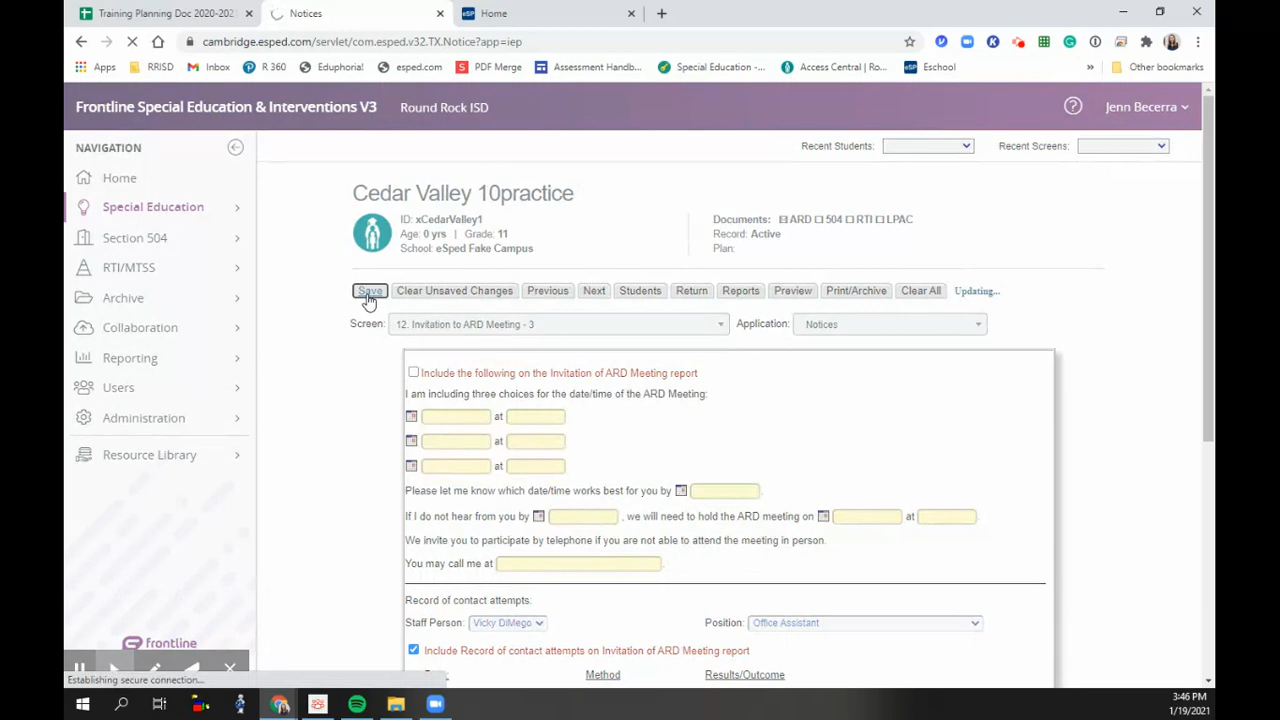 Training Planning Doc 2020-202
Notices
Home
cambridge.esped.com/servlet/com.esped.v32.TX.Notice?app=iep
Apps
RRISD
Inbox
R 360
Eduphoria!
esped.com
PDF Merge
Assessment Handb...
Special Education -...
Access Central | Ro...
Eschool
»
Other bookmarks
Frontline Special Education & Interventions V3
Round Rock ISD
Jenn Becerra
NAVIGATION
Recent Students:
Recent Screens:
Home
Special Education
Section 504
RTI/MTSS
Archive
Collaboration
Reporting
Users
Administration
Resource Library
frontline
Cedar Valley 10practice
ID: xCedarValley1
Age: 0 yrs | Grade: 11
School: eSped Fake Campus
Documents: ARD 504 RTI LPAC
Record: Active
Plan:
Save Clear Unsaved Changes Previous Next Students Return Reports Preview Print/Archive Clear All Updating...
Screen: 12. Invitation to ARD Meeting - 3 Application: Notices
Include the following on the Invitation of ARD Meeting report
I am including three choices for the date/time of the ARD Meeting:
at
at
at
Please let me know which date/time works best for you by .
If I do not hear from you by , we will need to hold the ARD meeting on at .
We invite you to participate by telephone if you are not able to attend the meeting in person.
You may call me at .
Record of contact attempts:
Staff Person: Vicky DiMego Position: Office Assistant
Include Record of contact attempts on Invitation of ARD Meeting report
Method Results/Outcome
Establishing secure connection...
3:46 PM
1/19/2021